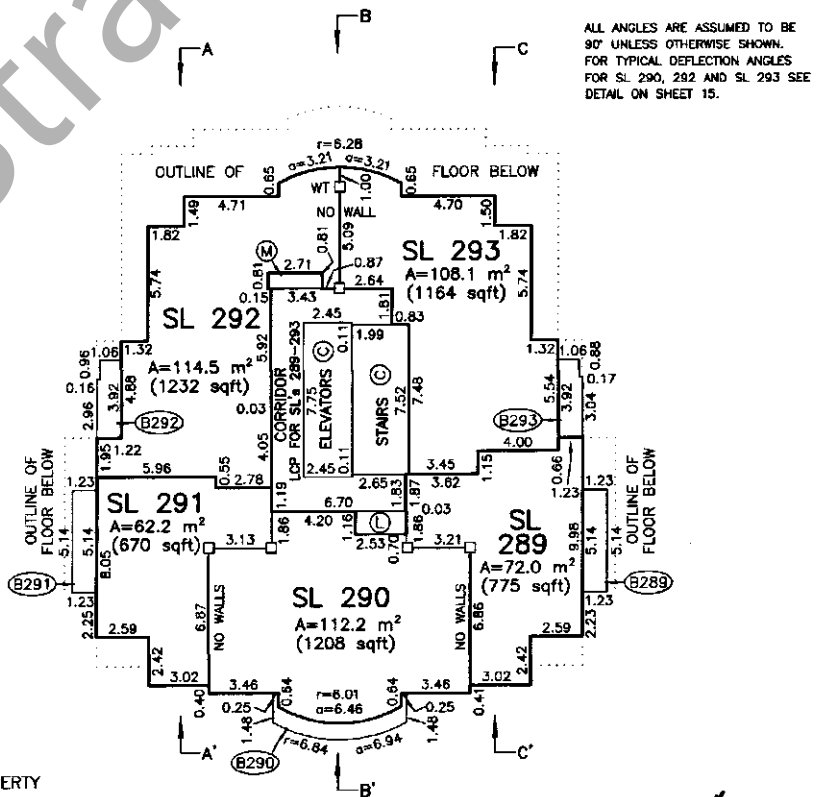 B
A
C
ALL ANGLES ARE ASSUMED TO BE
90° UNLESS OTHERWISE SHOWN.
FOR TYPICAL DEFLECTION ANGLES
FOR SL 290, 292 AND SL 293 SEE
DETAIL ON SHEET 15.
stra
r=6.28
a=3.21
a=3.21
OUTLINE OF
FLOOR BELOW
0.65
0.65
WT
1.00
1.49
4.71
4.70
1.50
NO WALL
1.82
1.82
0.81
5.09
M
2.71
0.87
SL 293
A=108.1 m²
(1164 sqft)
5.74
5.74
0.81
0.15
3.43
2.64
1.81
0.83
SL 292
A=114.5 m²
(1232 sqft)
2.45
0.11
1.99
1.32
1.32
0.96
1.06
1.06
0.88
0.16
0.17
5.92
CORRIDOR
LCP FOR SL's 289-293
ELEVATORS
C
STAIRS
C
7.75
7.52
7.48
3.92
4.88
2.96
B292
0.03
4.05
5.54
3.92
3.04
B293
1.22
1.95
4.00
0.66
1.23
2.45
0.11
2.65
3.45
1.15
5.96
0.55
2.78
1.19
1.83
1.87
3.62
0.03
OUTLINE OF
FLOOR BELOW
1.23
5.14
5.14
SL 291
A=62.2 m²
(670 sqft)
8.05
B291
1.23
2.25
6.70
4.20
1.86
1.16
L
2.53
0.70
1.86
3.13
3.21
SL
289
A=72.0 m²
(775 sqft)
9.98
1.23
5.14
5.14
OUTLINE OF
FLOOR BELOW
B289
1.23
2.23
SL 290
A=112.2 m²
(1208 sqft)
6.87
NO WALLS
NO WALLS
6.86
2.59
2.59
2.42
2.42
3.02
3.02
0.40
3.46
0.64
r=6.01
a=6.46
0.64
3.46
0.41
0.25
0.25
1.48
1.48
r=6.84
a=6.94
B290
A'
B'
C'
ERTY